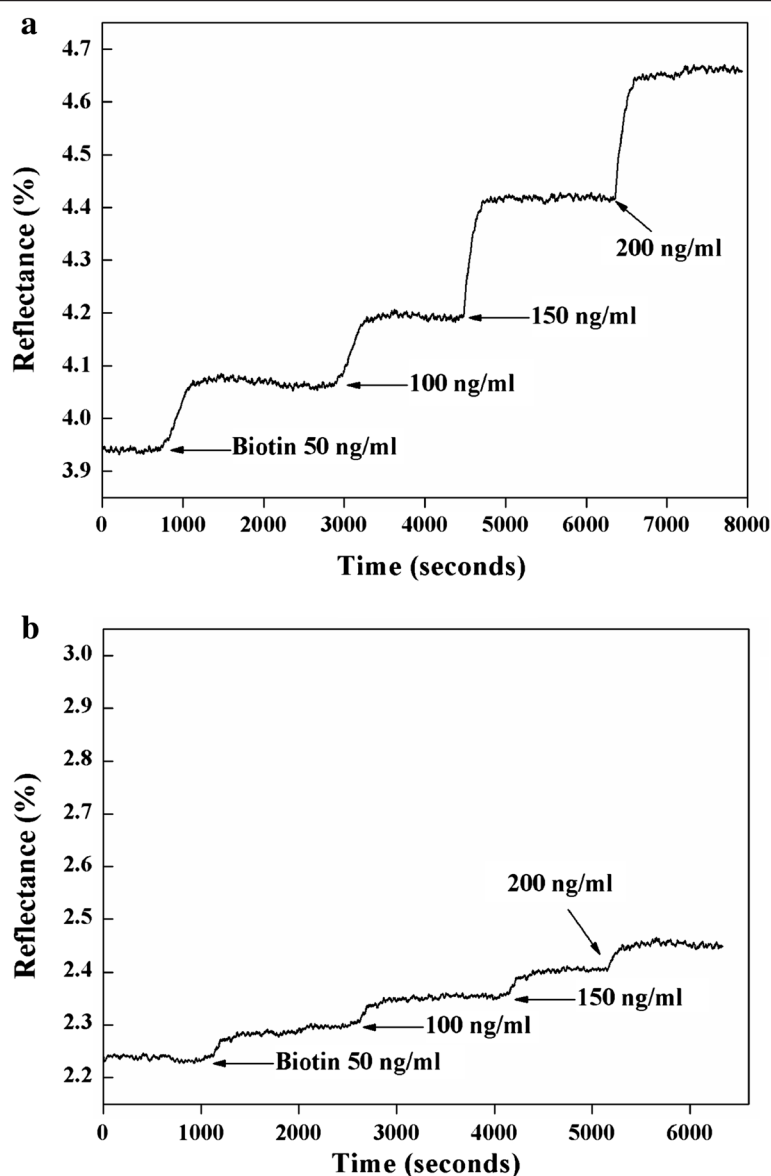 a
4.7
4.6
4.5
4.4
4.3
4.2
4.1
4.0
3.9
Reflectance (%)
200 ng/ml
150 ng/ml
100 ng/ml
Biotin 50 ng/ml
0 1000 2000 3000 4000 5000 6000 7000 8000
Time (seconds)
b
3.0
2.9
2.8
2.7
2.6
2.5
2.4
2.3
2.2
Reflectance (%)
200 ng/ml
150 ng/ml
100 ng/ml
Biotin 50 ng/ml
0 1000 2000 3000 4000 5000 6000
Time (seconds)